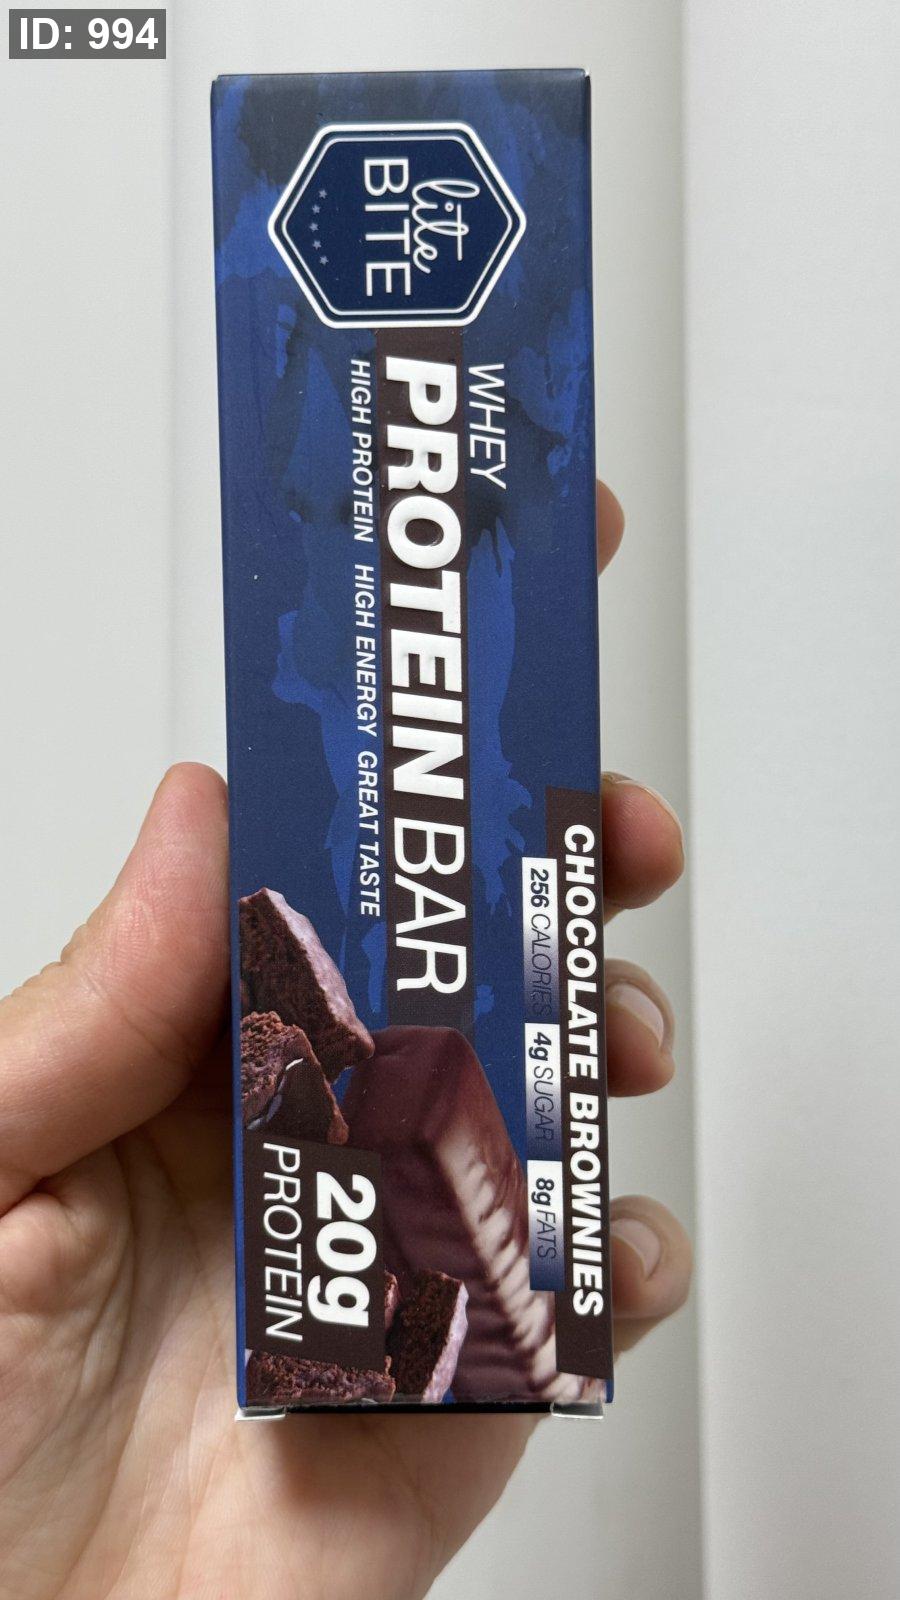 ID: 994
lite
BITE
WHEY
PROTEIN BAR
HIGH PROTEIN HIGH ENERGY GREAT TASTE
CHOCOLATE BROWNIES
256 CALORIES 4g SUGAR 8g FATS
20g
PROTEIN